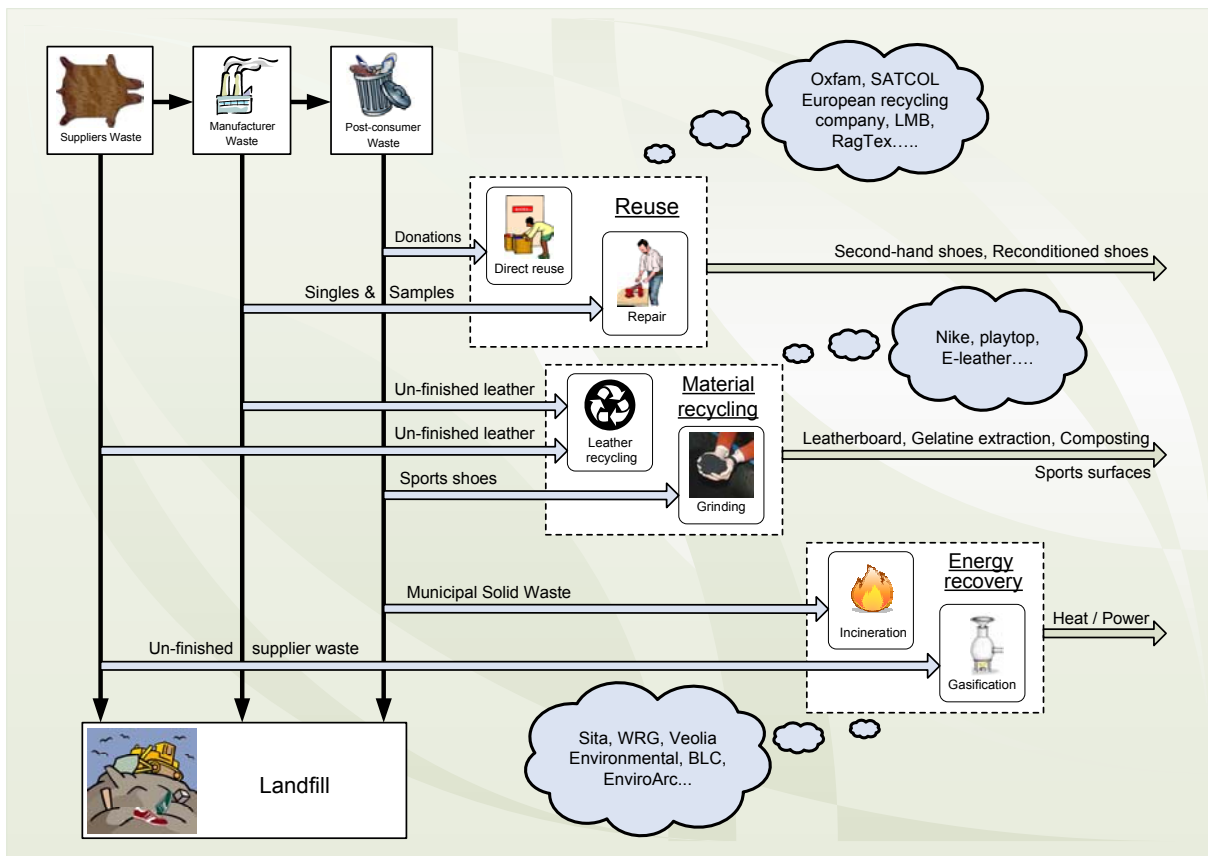 Suppliers Waste
Manufacturer
Waste
Post-consumer
Waste
Oxfam, SATCOL
European recycling
company, LMB,
RagTex…..
Reuse
Donations
Direct reuse
Second-hand shoes, Reconditioned shoes
Singles & Samples
Repair
Nike, playtop,
E-leather….
Material
recycling
Un-finished leather
Un-finished leather
Leather
recycling
Leatherboard, Gelatine extraction, Composting
Sports surfaces
Sports shoes
Grinding
Energy
recovery
Municipal Solid Waste
Incineration
Heat / Power
Un-finished supplier waste
Gasification
Sita, WRG, Veolia
Environmental, BLC,
EnviroArc...
Landfill